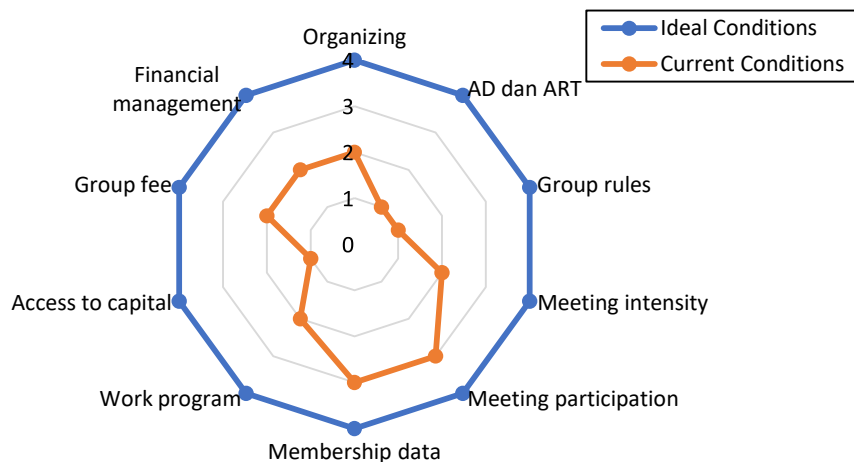 Ideal Conditions
Current Conditions
Organizing
AD dan ART
Group rules
Meeting intensity
Meeting participation
Membership data
Work program
Access to capital
Group fee
Financial
management
4
3
2
1
0